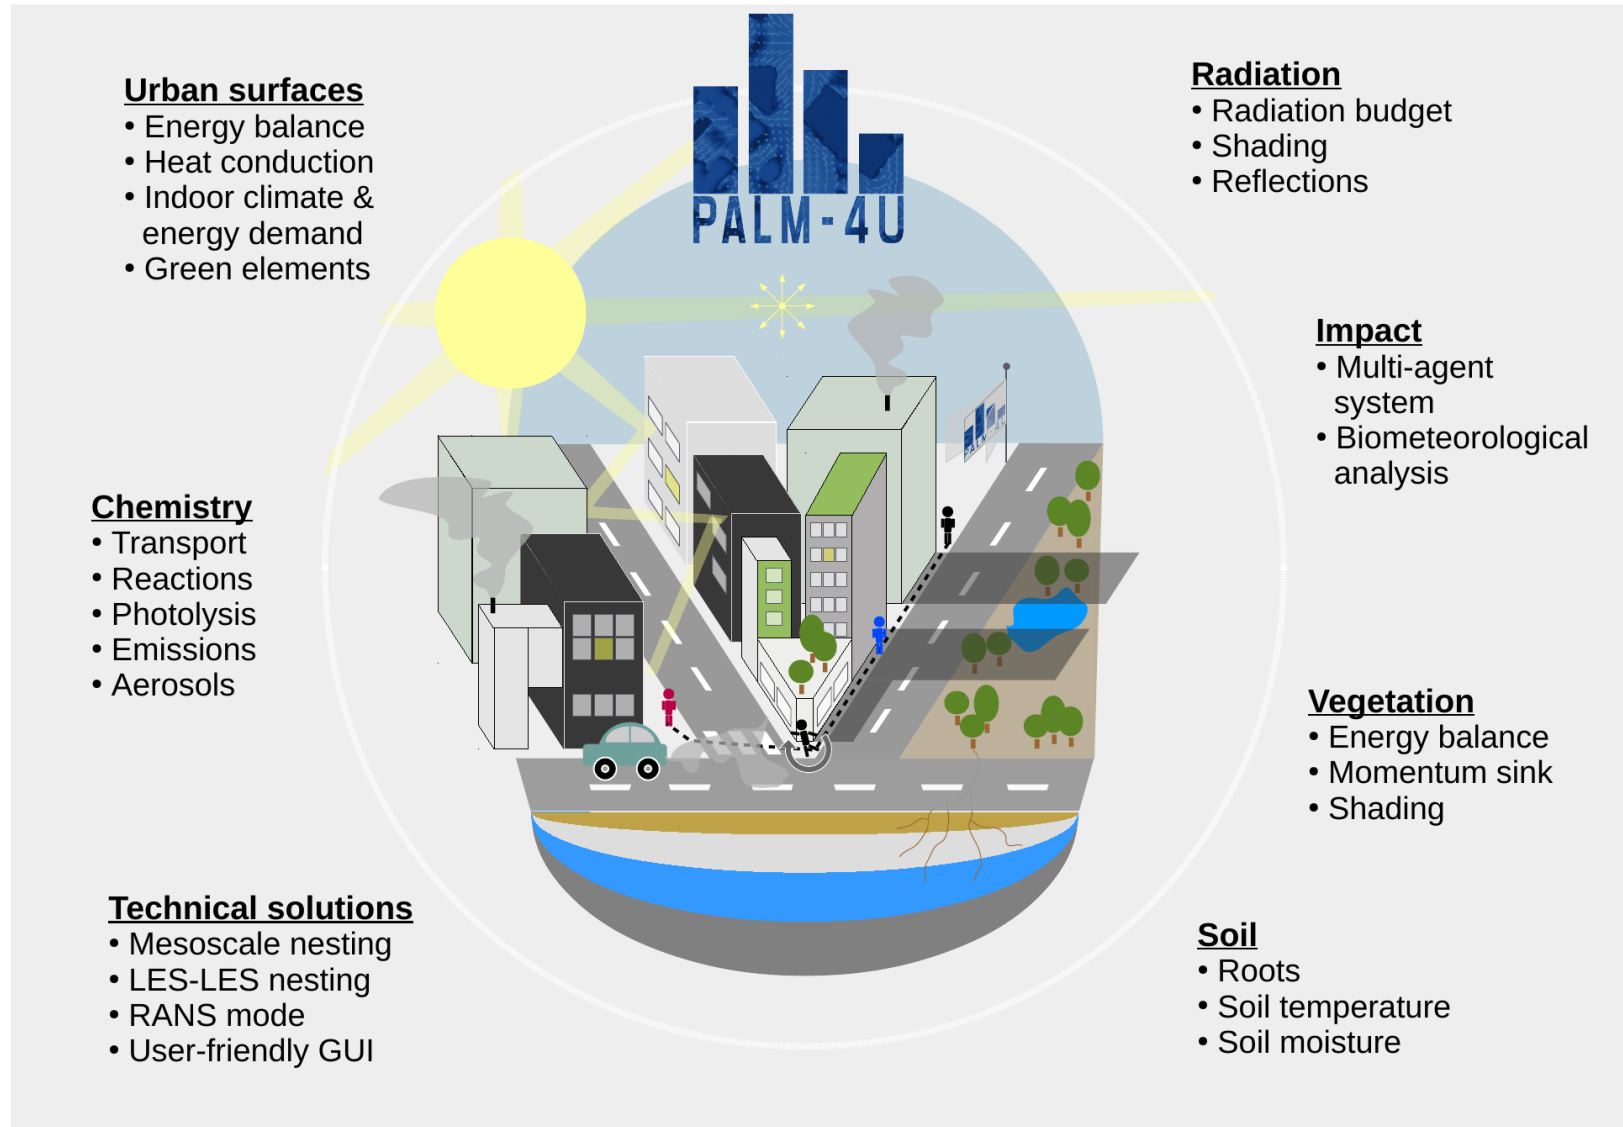 PALM-4U
Urban surfaces
• Energy balance
• Heat conduction
• Indoor climate &
energy demand
• Green elements
Radiation
• Radiation budget
• Shading
• Reflections
Impact
• Multi-agent
system
• Biometeorological
analysis
Chemistry
• Transport
• Reactions
• Photolysis
• Emissions
• Aerosols
Vegetation
• Energy balance
• Momentum sink
• Shading
Technical solutions
• Mesoscale nesting
• LES-LES nesting
• RANS mode
• User-friendly GUI
Soil
• Roots
• Soil temperature
• Soil moisture